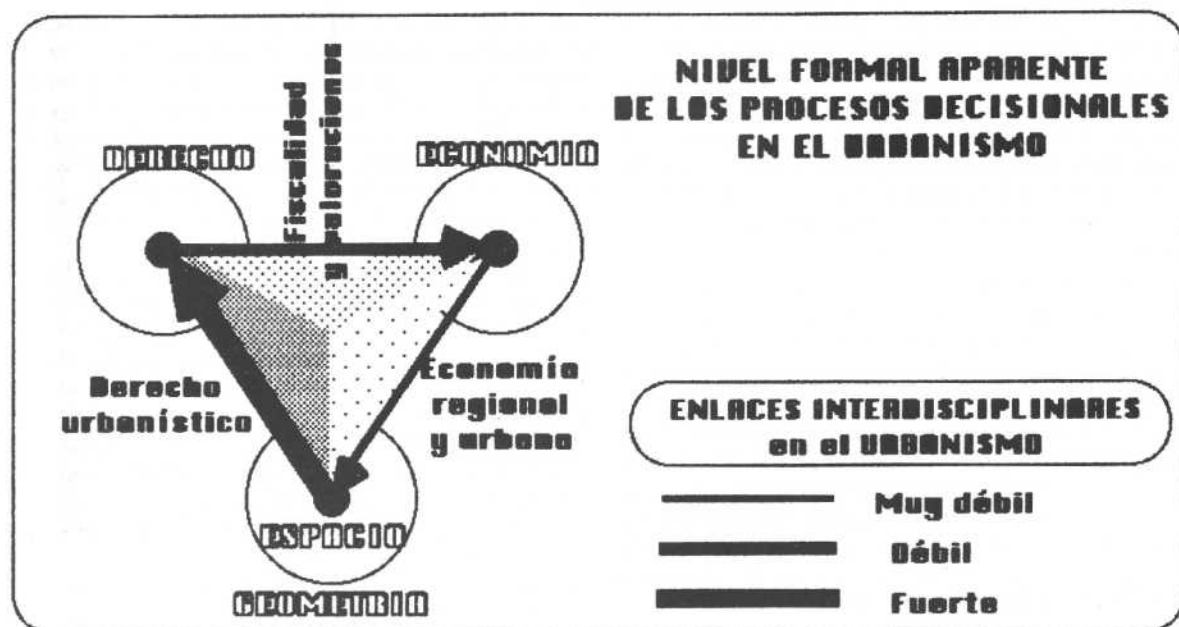 NIVEL FORMAL APARENTE
DE LOS PROCESOS DECISIONALES
EN EL URBANISMO
DERECHO
ECONOMIA
Fiscalidad
y valoraciones
Derecho
urbanístico
Economía
regional
y urbana
ESPACIO
GEOMETRIA
ENLACES INTERDISCIPLINARES
en el URBANISMO
Muy débil
Débil
Fuerte